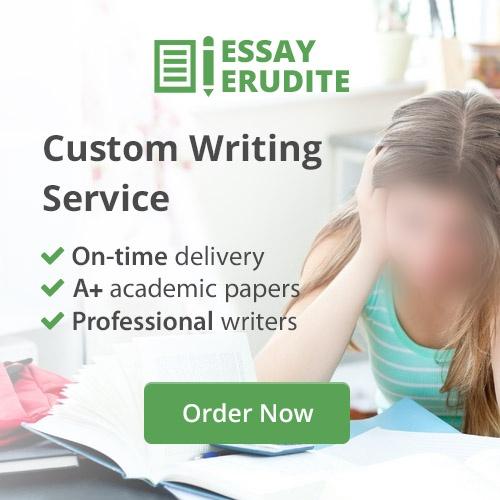 ESSAY
ERUDITE
Custom Writing
Service
On-time delivery
A+ academic papers
Professional writers
Order Now